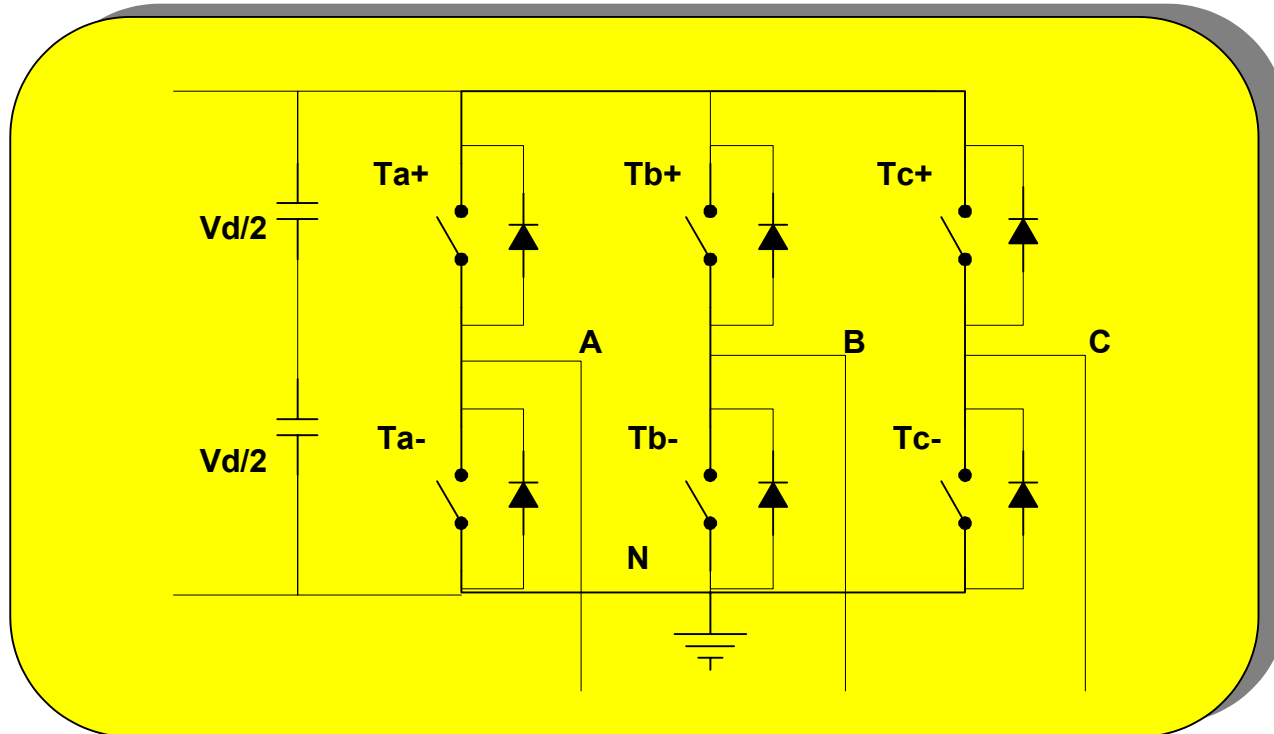 Ta+ Tb+ Tc+
Vd/2
A B C
Ta- Tb- Tc-
Vd/2
N